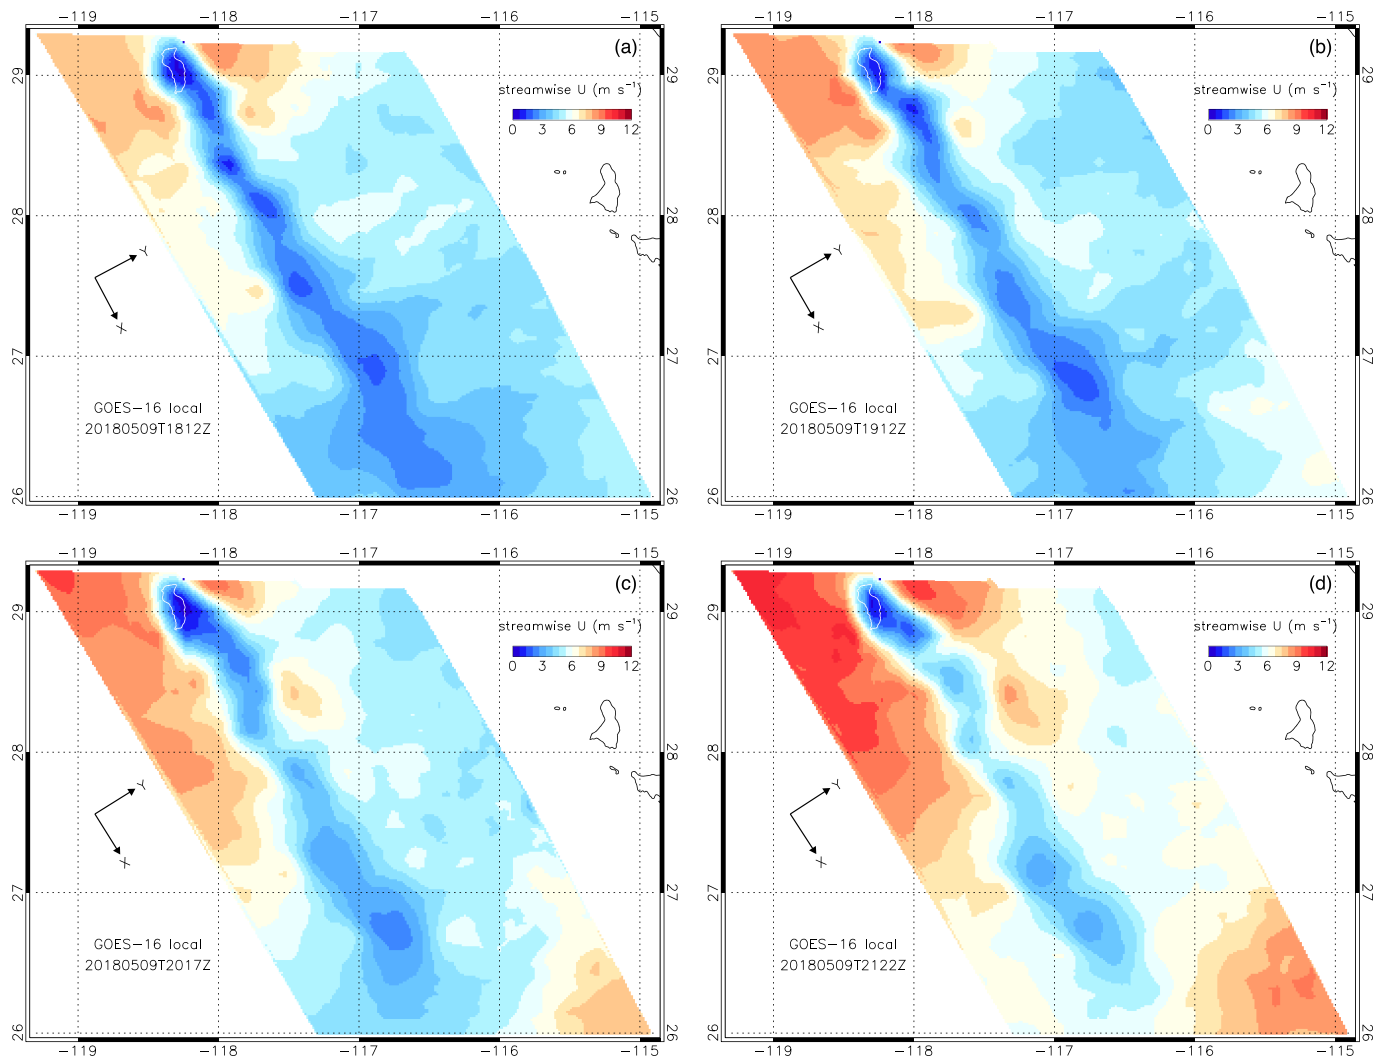 −119 −118 −117 −116 −115
(a)
29 29
streamwise U (m s⁻¹)
0 3 6 9 12
28 28
Y
X
27 27
GOES−16 local
20180509T1812Z
26 26
−119 −118 −117 −116 −115
−119 −118 −117 −116 −115
(b)
29 29
streamwise U (m s⁻¹)
0 3 6 9 12
28 28
Y
X
27 27
GOES−16 local
20180509T1912Z
26 26
−119 −118 −117 −116 −115
−119 −118 −117 −116 −115
(c)
29 29
streamwise U (m s⁻¹)
0 3 6 9 12
28 28
Y
X
27 27
GOES−16 local
20180509T2017Z
26 26
−119 −118 −117 −116 −115
−119 −118 −117 −116 −115
(d)
29 29
streamwise U (m s⁻¹)
0 3 6 9 12
28 28
Y
X
27 27
GOES−16 local
20180509T2122Z
26 26
−119 −118 −117 −116 −115